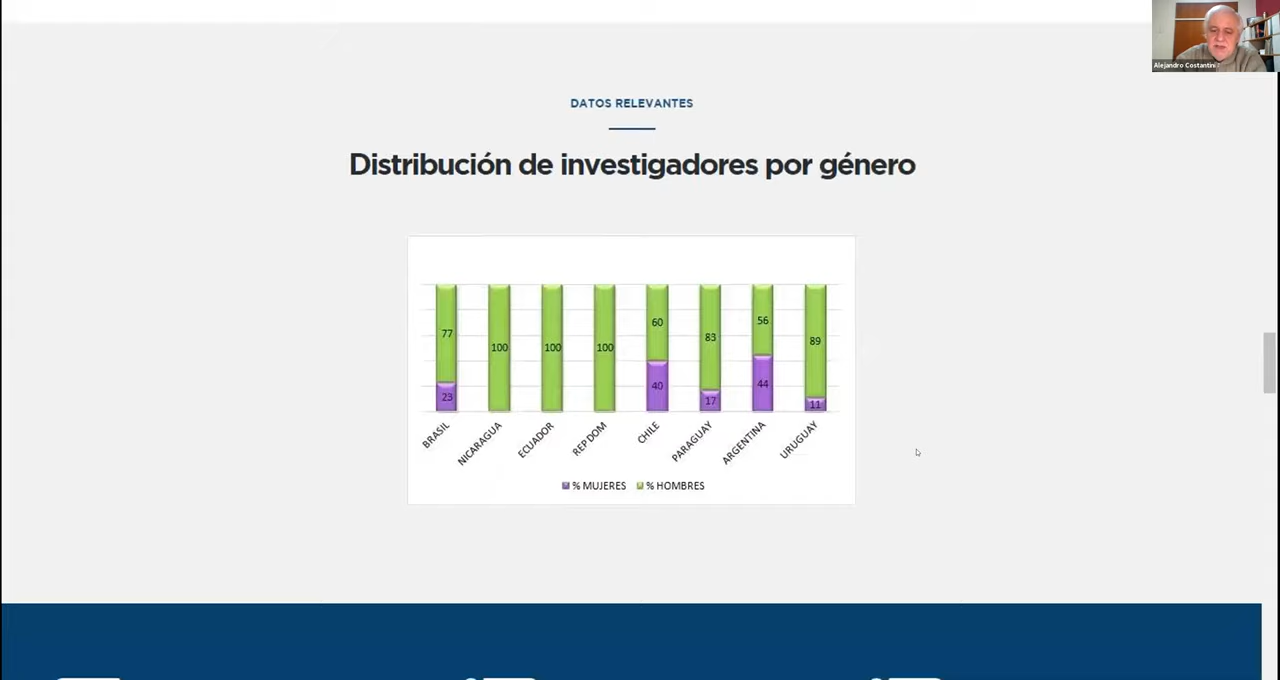 Alejandro Costantini
DATOS RELEVANTES
Distribución de investigadores por género
77 100 100 100 60 83 56 89
23 40 17 44 11
BRASIL NICARAGUA ECUADOR REP DOM CHILE PARAGUAY ARGENTINA URUGUAY
% MUJERES % HOMBRES